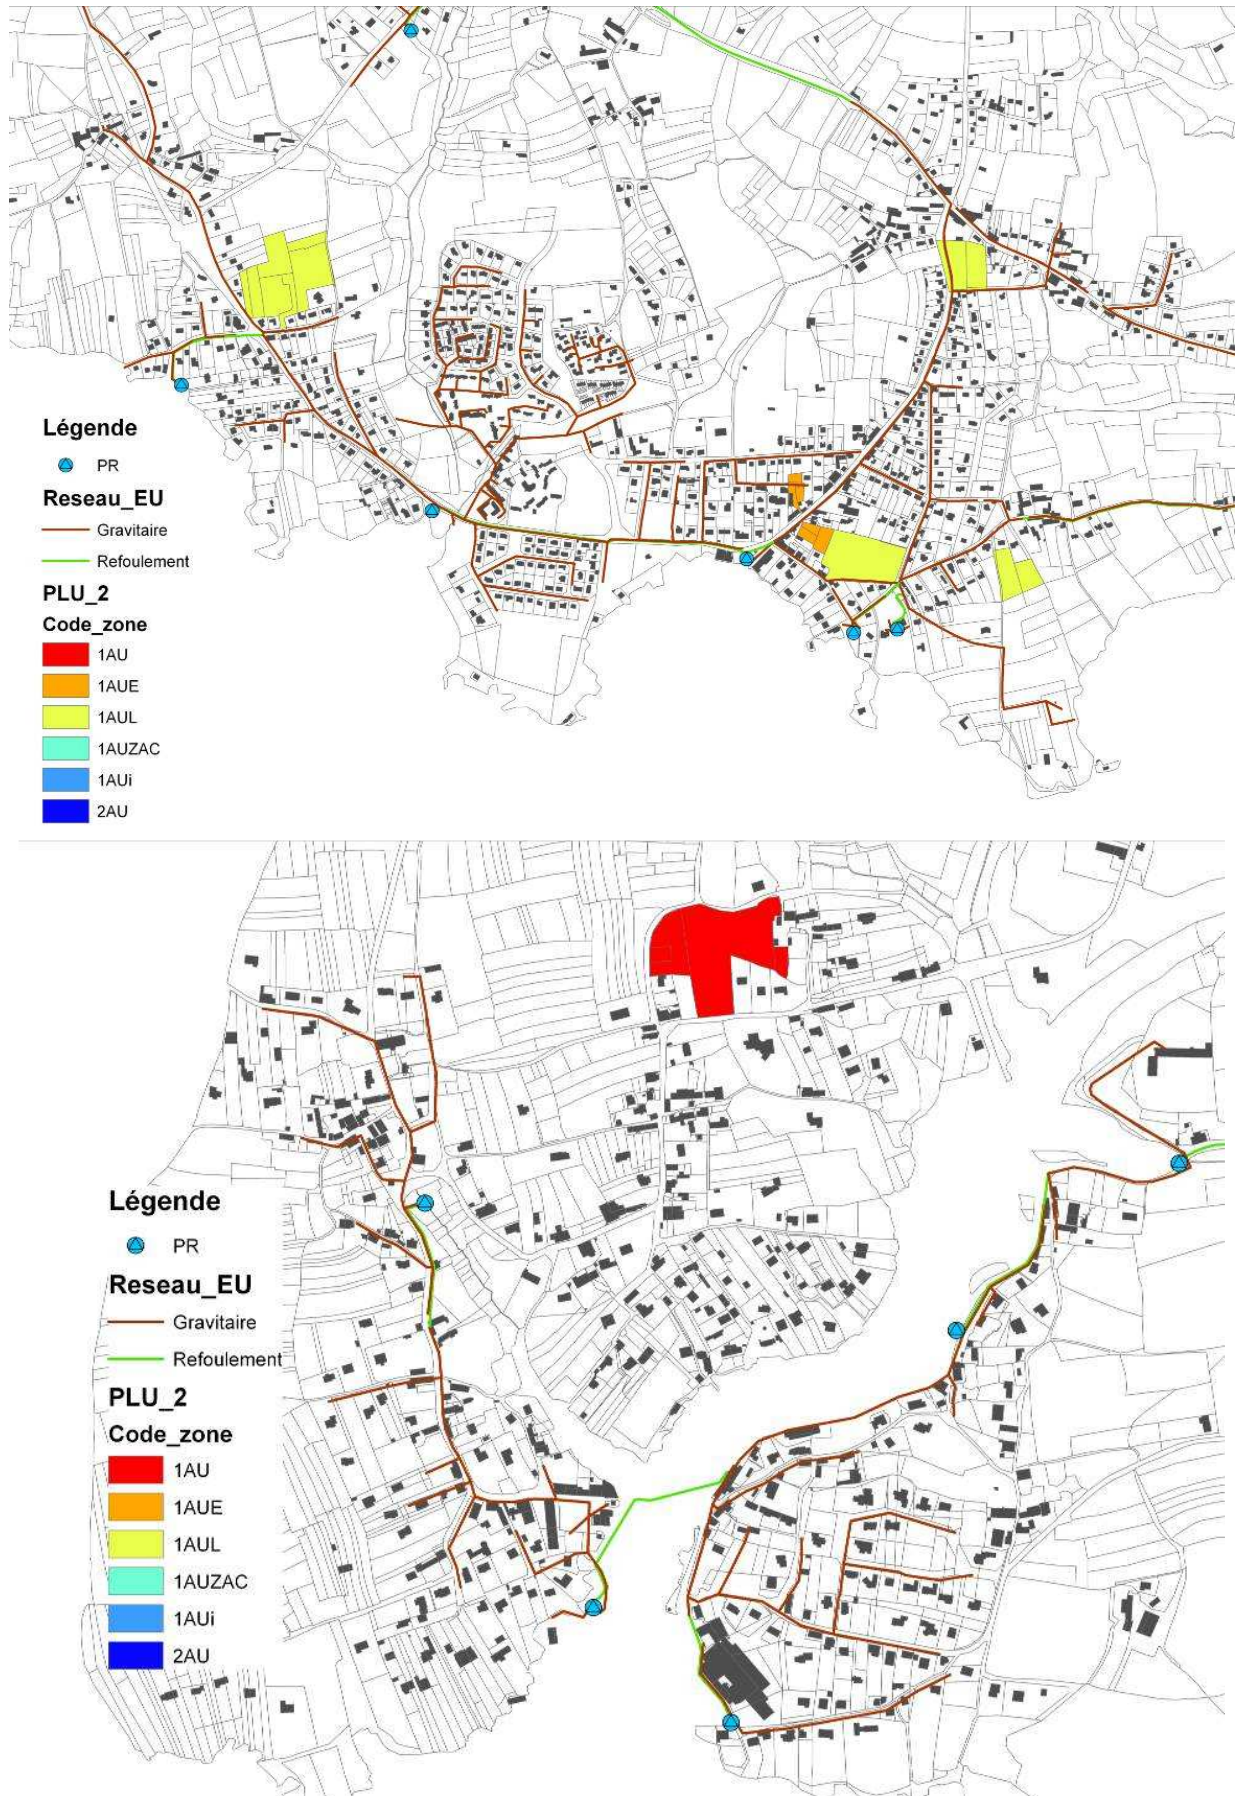 Légende
PR
Reseau_EU
Gravitaire
Refoulement
PLU_2
Code_zone
1AU
1AUE
1AUL
1AUZAC
1AUi
2AU
Légende
PR
Reseau_EU
Gravitaire
Refoulement
PLU_2
Code_zone
1AU
1AUE
1AUL
1AUZAC
1AUi
2AU